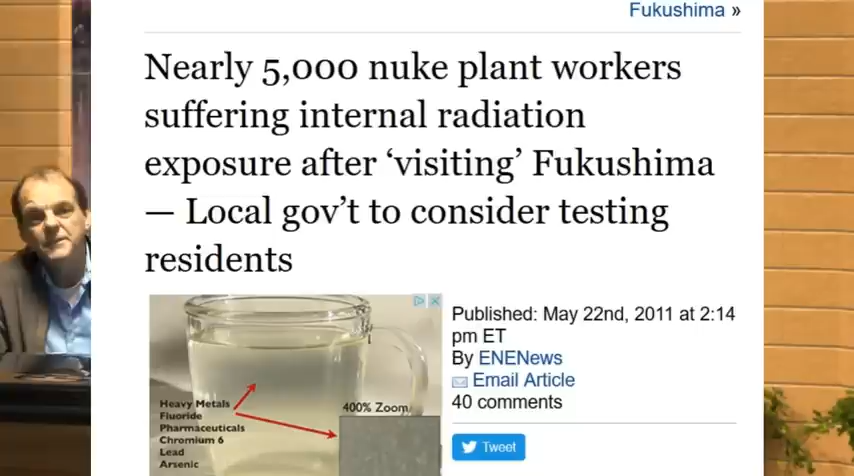 Fukushima »
Nearly 5,000 nuke plant workers
suffering internal radiation
exposure after ‘visiting’ Fukushima
— Local gov’t to consider testing
residents
Published: May 22nd, 2011 at 2:14
pm ET
By ENENews
Email Article
40 comments
Tweet
Heavy Metals
Fluoride
Pharmaceuticals
Chromium 6
Lead
Arsenic
400% Zoom